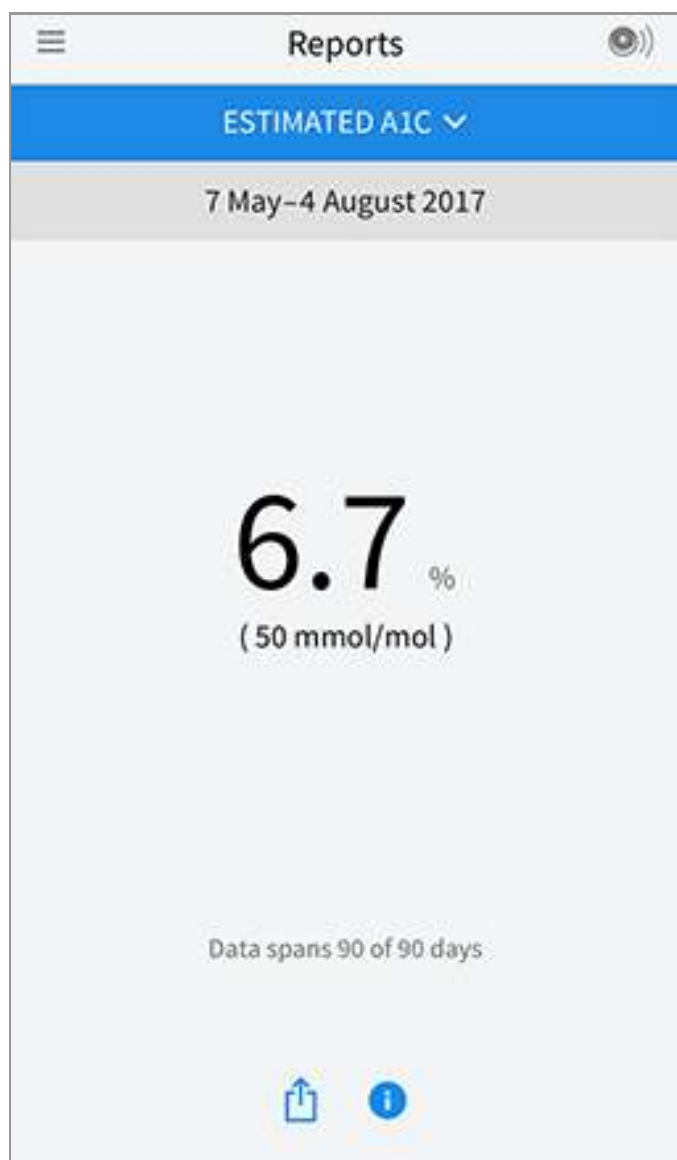 Reports
ESTIMATED A1C
7 May–4 August 2017
6.7 %
( 50 mmol/mol )
Data spans 90 of 90 days